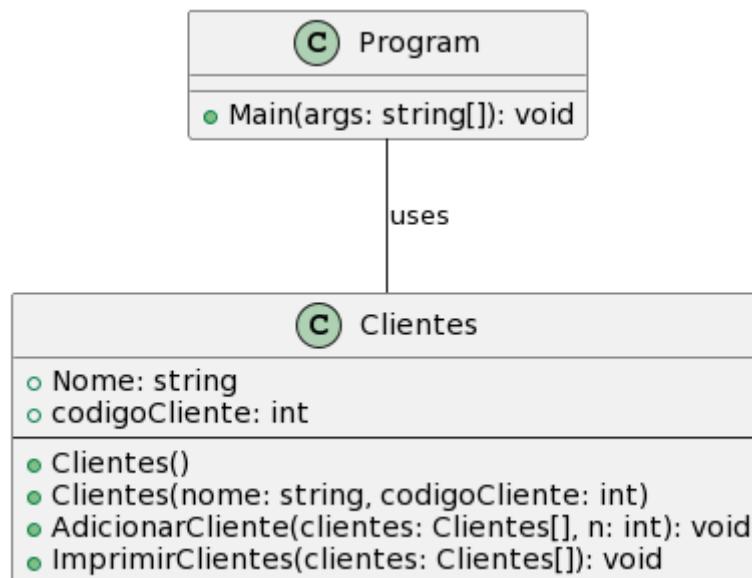 C Program
Main(args: string[]): void
uses
C Clientes
Nome: string
codigoCliente: int
Clientes()
Clientes(nome: string, codigoCliente: int)
AdicionarCliente(clientes: Clientes[], n: int): void
ImprimirClientes(clientes: Clientes[]): void